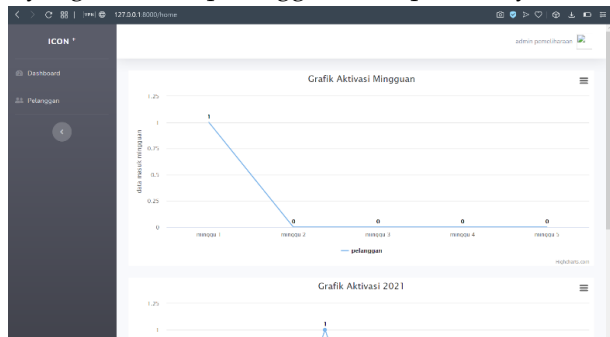 VPN 127.0.0.1:8000/home
ICON +
admin pemeliharaan
Dashboard
Pelanggan
Grafik Aktivasi Mingguan
1.25
1
0.75
0.5
0.25
0
data masuk mingguan
1
0
0
0
0
minggu 1
minggu 2
minggu 3
minggu 4
minggu 5
pelanggan
Highcharts.com
Grafik Aktivasi 2021
1.25
1
1